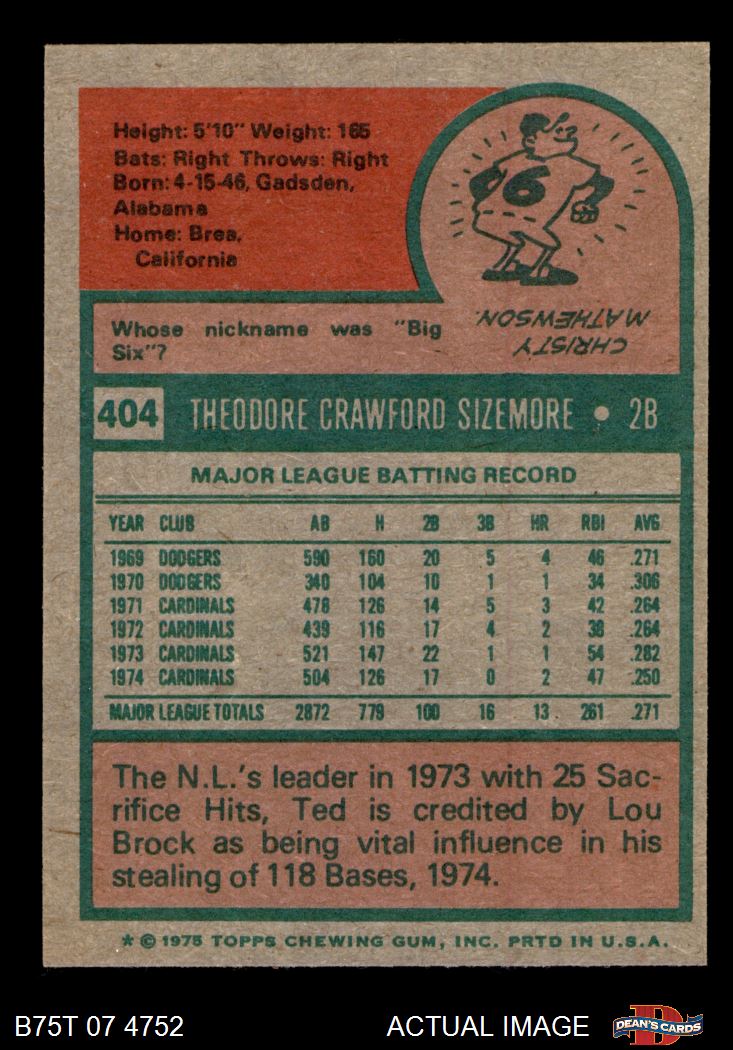 Height: 5'10" Weight: 165
Bats: Right Throws: Right
Born: 4-15-46, Gadsden,
Alabama
Home: Brea,
California
6
CHRISTY
MATHEWSON.
Whose nickname was "Big
Six"?
404 THEODORE CRAWFORD SIZEMORE • 2B
MAJOR LEAGUE BATTING RECORD
YEAR CLUB AB H 2B 3B HR RBI AVG
1969 DODGERS 590 160 20 5 4 46 .271
1970 DODGERS 340 104 10 1 1 34 .306
1971 CARDINALS 478 126 14 5 3 42 .264
1972 CARDINALS 439 116 17 4 2 38 .264
1973 CARDINALS 521 147 22 1 1 54 .282
1974 CARDINALS 504 126 17 0 2 47 .250
MAJOR LEAGUE TOTALS 2872 779 100 16 13 261 .271
The N.L.'s leader in 1973 with 25 Sac-
rifice Hits, Ted is credited by Lou
Brock as being vital influence in his
stealing of 118 Bases, 1974.
* © 1975 TOPPS CHEWING GUM, INC. PRTD IN U.S.A.
B75T 07 4752 ACTUAL IMAGE D DEAN'S CARDS